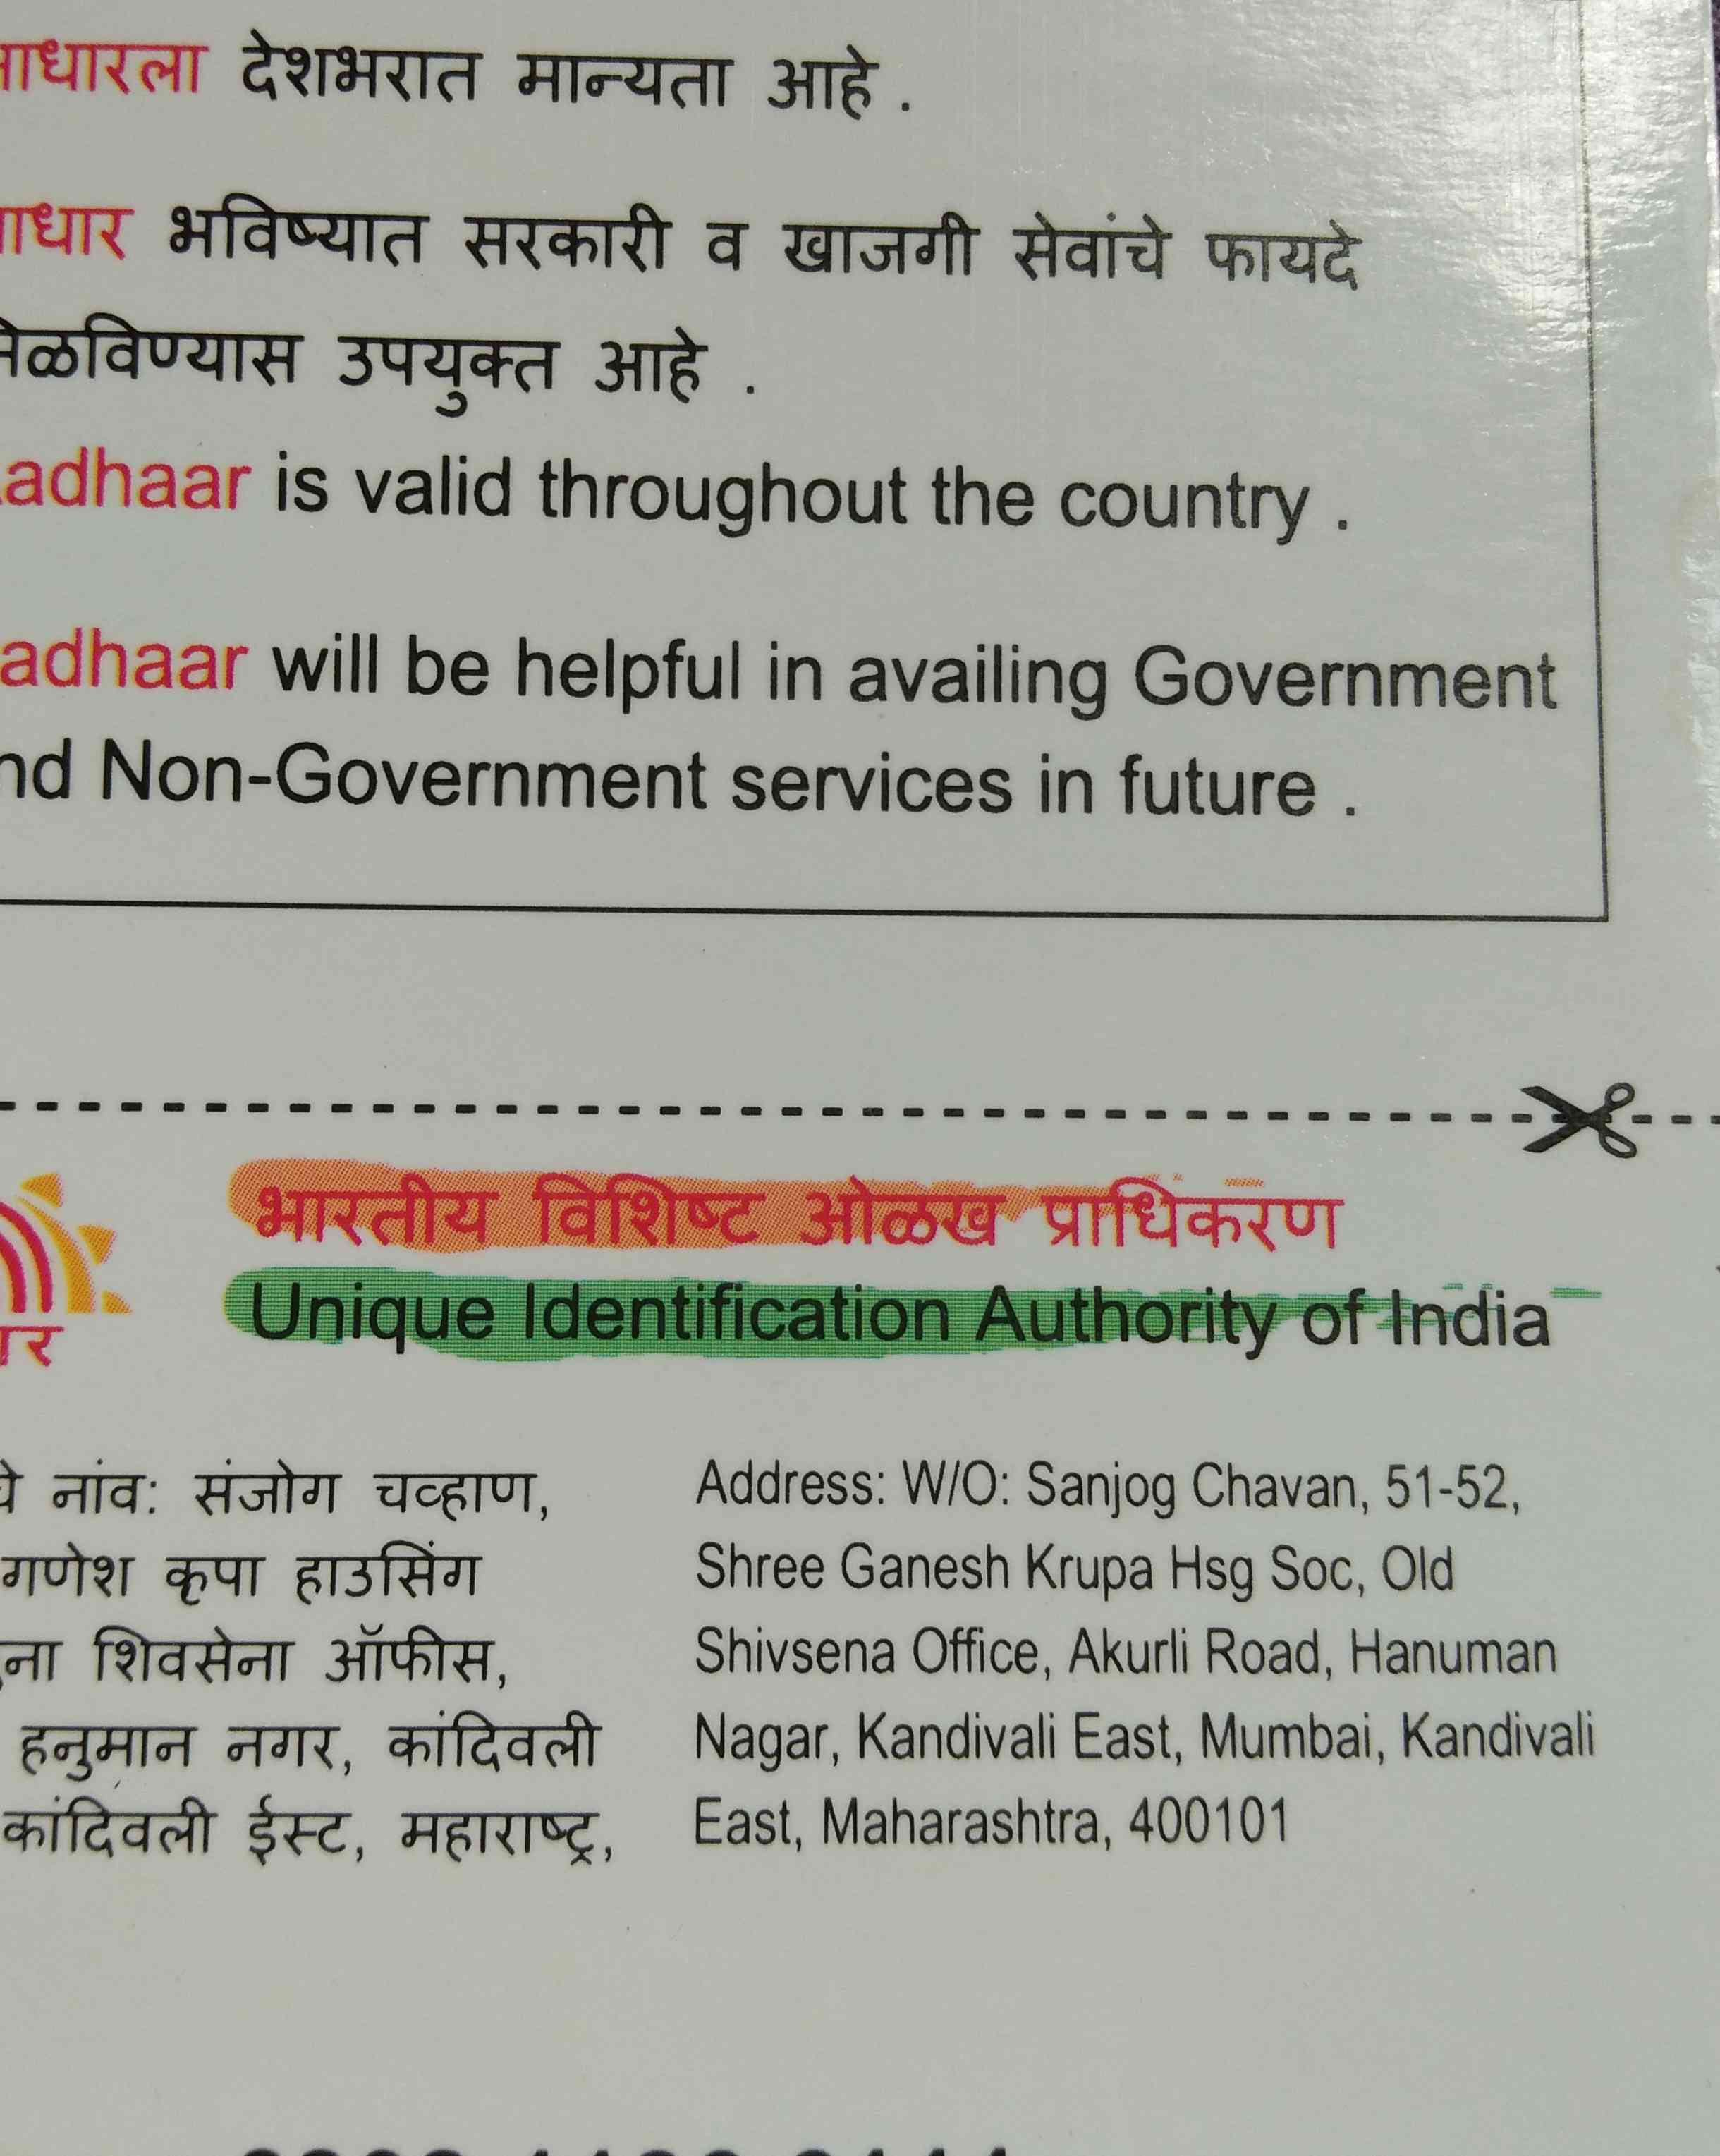 आधारला देशभरात मान्यता आहे .
आधार भविष्यात सरकारी व खाजगी सेवांचे फायदे
मिळविण्यास उपयुक्त आहे .
adhaar is valid throughout the country .
adhaar will be helpful in availing Government
nd Non-Government services in future .
भारतीय विशिष्ट ओळख प्राधिकरण
Unique Identification Authority of India
नांव: संजोग चव्हाण,
गणेश कृपा हाउसिंग
शिवसेना ऑफीस,
हनुमान नगर, कांदिवली
कांदिवली ईस्ट, महाराष्ट्र,
Address: W/O: Sanjog Chavan, 51-52,
Shree Ganesh Krupa Hsg Soc, Old
Shivsena Office, Akurli Road, Hanuman
Nagar, Kandivali East, Mumbai, Kandivali
East, Maharashtra, 400101